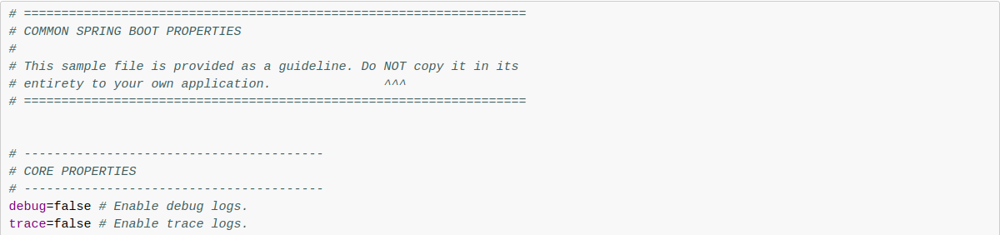 # ===================================================================
# COMMON SPRING BOOT PROPERTIES
#
# This sample file is provided as a guideline. Do NOT copy it in its
# entirety to your own application.               ^^^
# ===================================================================
# ----------------------------------------
# CORE PROPERTIES
# ----------------------------------------
debug=false # Enable debug logs.
trace=false # Enable trace logs.